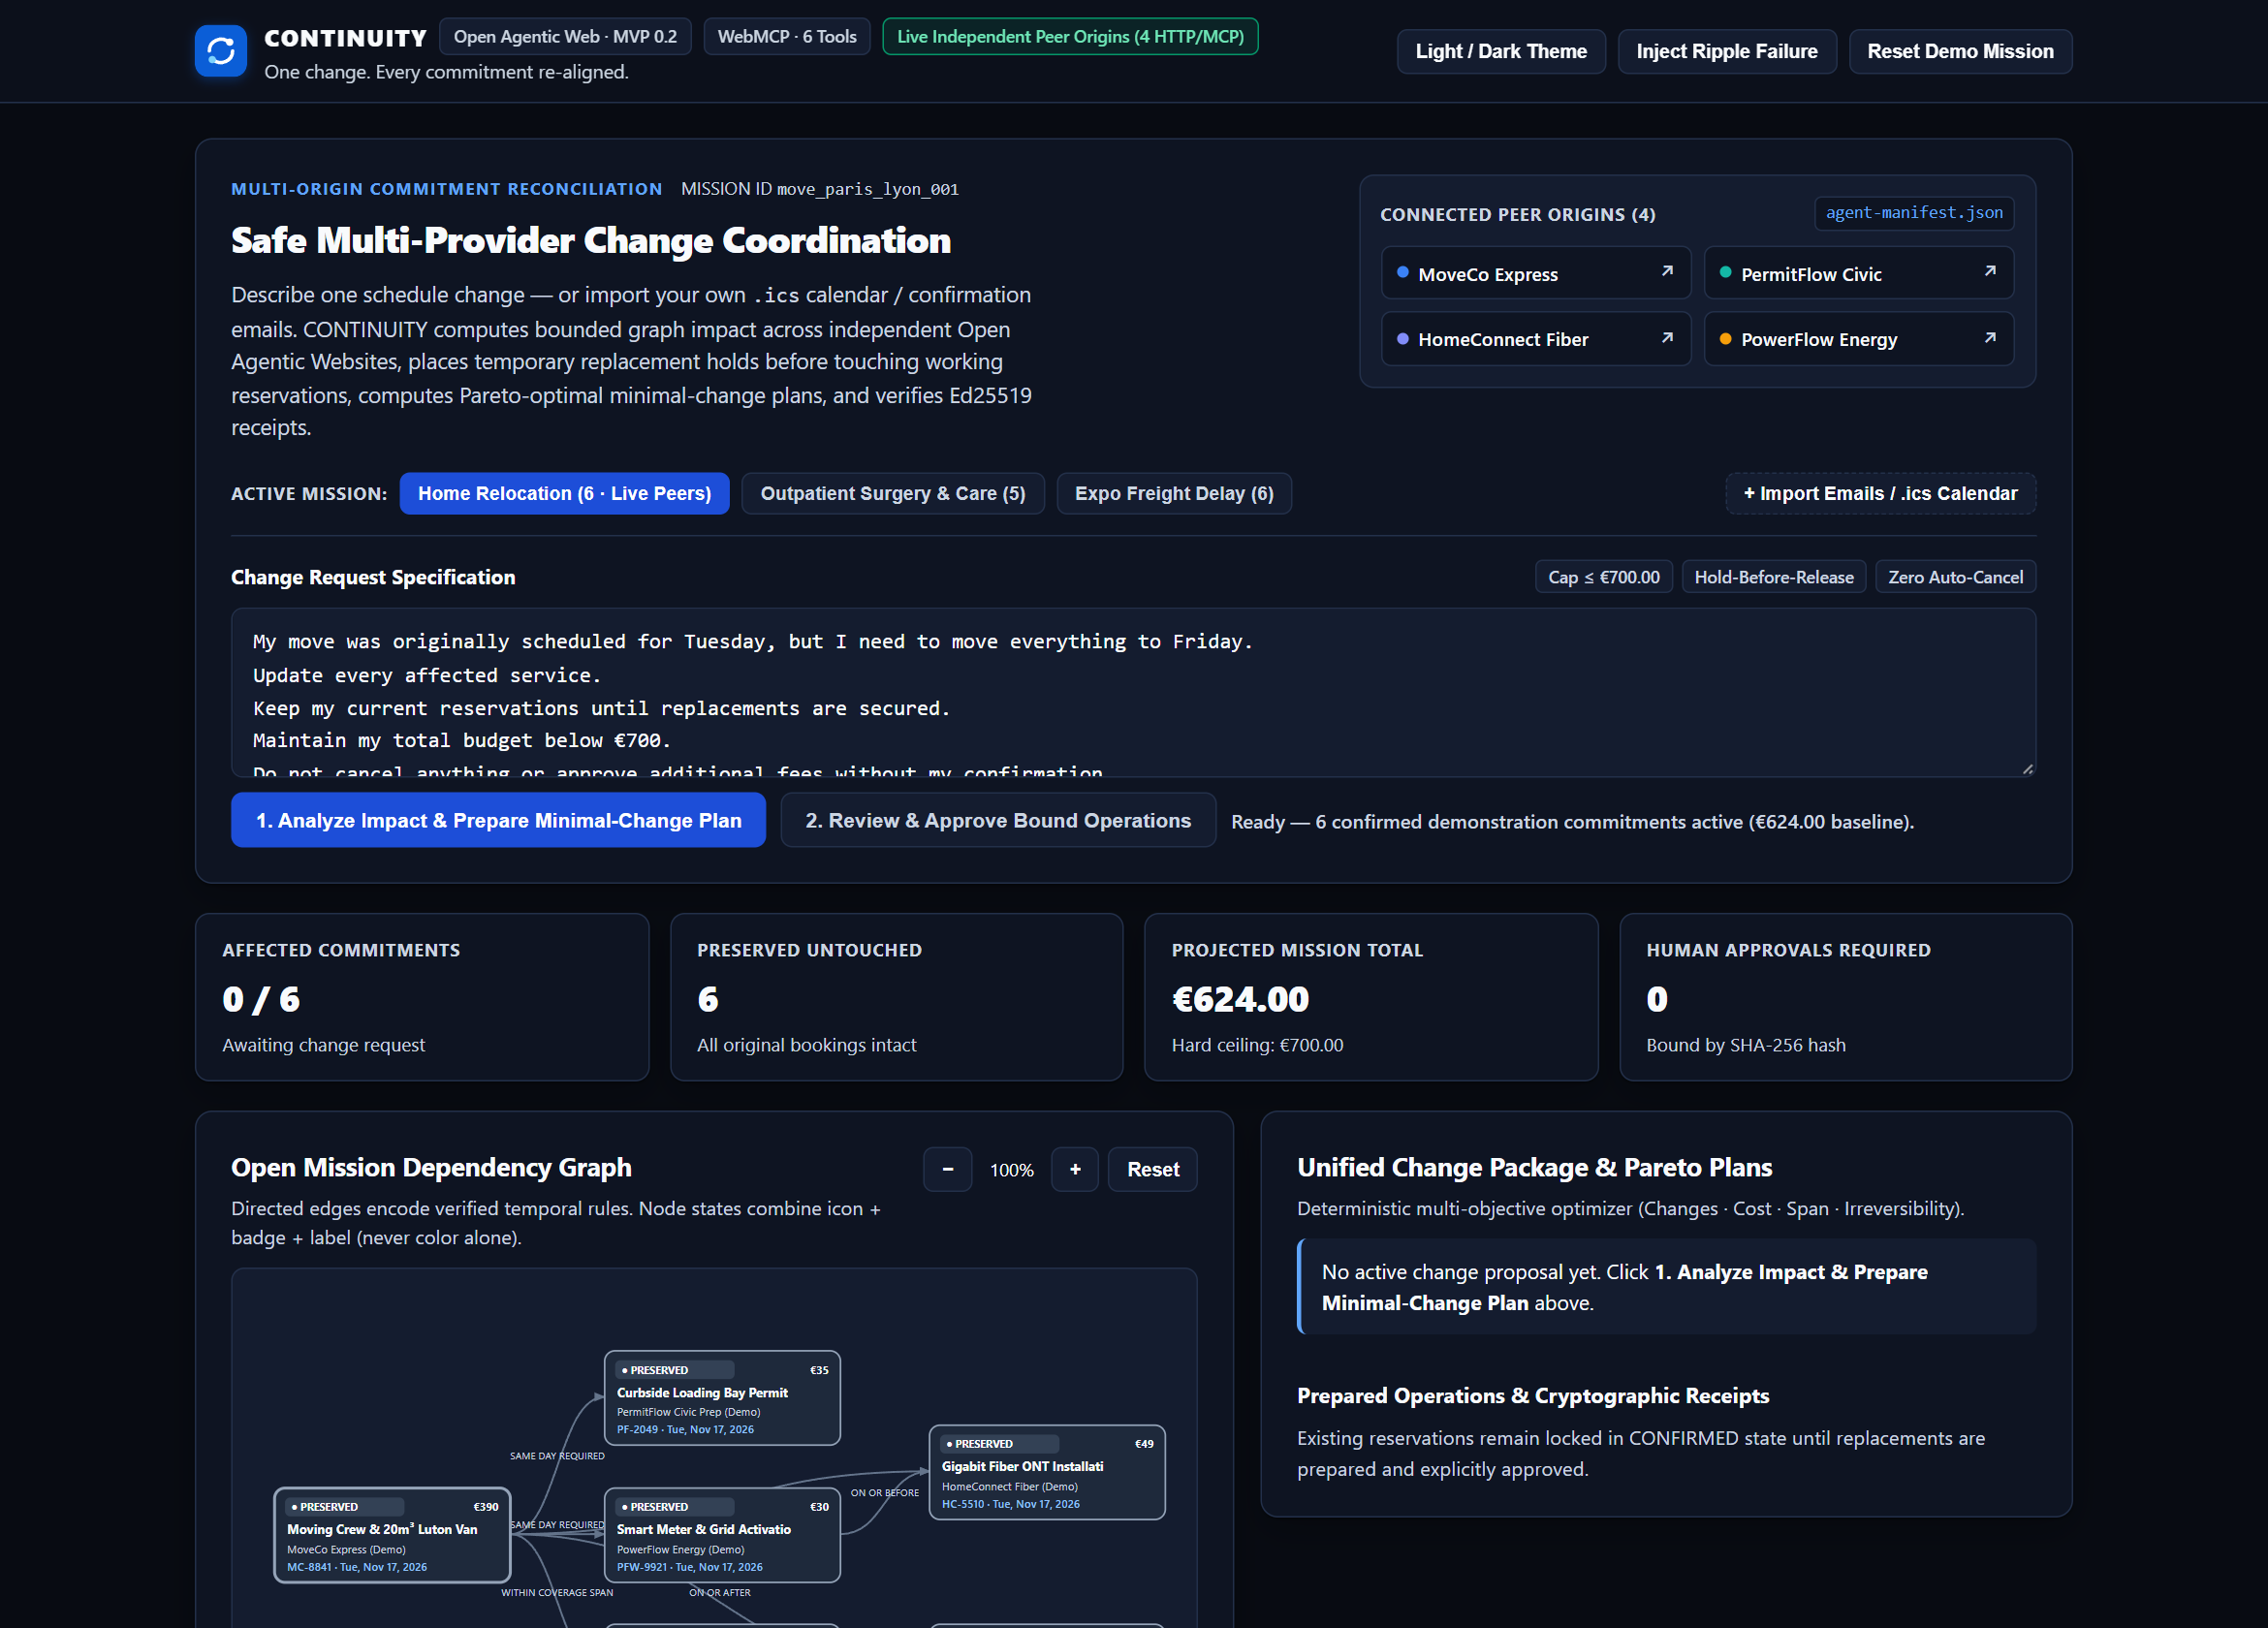 CONTINUITY
Open Agentic Web · MVP 0.2
WebMCP · 6 Tools
Live Independent Peer Origins (4 HTTP/MCP)
One change. Every commitment re-aligned.
Light / Dark Theme
Inject Ripple Failure
Reset Demo Mission
MULTI-ORIGIN COMMITMENT RECONCILIATION MISSION ID move_paris_lyon_001
Safe Multi-Provider Change Coordination
Describe one schedule change — or import your own .ics calendar / confirmation
emails. CONTINUITY computes bounded graph impact across independent Open
Agentic Websites, places temporary replacement holds before touching working
reservations, computes Pareto-optimal minimal-change plans, and verifies Ed25519
receipts.
CONNECTED PEER ORIGINS (4)
agent-manifest.json
MoveCo Express ↗
PermitFlow Civic ↗
HomeConnect Fiber ↗
PowerFlow Energy ↗
ACTIVE MISSION:
Home Relocation (6 · Live Peers)
Outpatient Surgery & Care (5)
Expo Freight Delay (6)
+ Import Emails / .ics Calendar
Change Request Specification
Cap ≤ €700.00
Hold-Before-Release
Zero Auto-Cancel
My move was originally scheduled for Tuesday, but I need to move everything to Friday.
Update every affected service.
Keep my current reservations until replacements are secured.
Maintain my total budget below €700.
Do not cancel anything or approve additional fees without my confirmation
1. Analyze Impact & Prepare Minimal-Change Plan
2. Review & Approve Bound Operations
Ready — 6 confirmed demonstration commitments active (€624.00 baseline).
AFFECTED COMMITMENTS
0 / 6
Awaiting change request
PRESERVED UNTOUCHED
6
All original bookings intact
PROJECTED MISSION TOTAL
€624.00
Hard ceiling: €700.00
HUMAN APPROVALS REQUIRED
0
Bound by SHA-256 hash
Open Mission Dependency Graph
− 100% + Reset
Directed edges encode verified temporal rules. Node states combine icon +
badge + label (never color alone).
● PRESERVED €35
Curbside Loading Bay Permit
PermitFlow Civic Prep (Demo)
PF-2049 · Tue, Nov 17, 2026
SAME DAY REQUIRED
● PRESERVED €49
Gigabit Fiber ONT Installati
HomeConnect Fiber (Demo)
HC-5510 · Tue, Nov 17, 2026
ON OR BEFORE
● PRESERVED €390
Moving Crew & 20m³ Luton Van
MoveCo Express (Demo)
MC-8841 · Tue, Nov 17, 2026
SAME DAY REQUIRED
● PRESERVED €30
Smart Meter & Grid Activatio
PowerFlow Energy (Demo)
PFW-9921 · Tue, Nov 17, 2026
WITHIN COVERAGE SPAN
ON OR AFTER
Unified Change Package & Pareto Plans
Deterministic multi-objective optimizer (Changes · Cost · Span · Irreversibility).
No active change proposal yet. Click 1. Analyze Impact & Prepare
Minimal-Change Plan above.
Prepared Operations & Cryptographic Receipts
Existing reservations remain locked in CONFIRMED state until replacements are
prepared and explicitly approved.